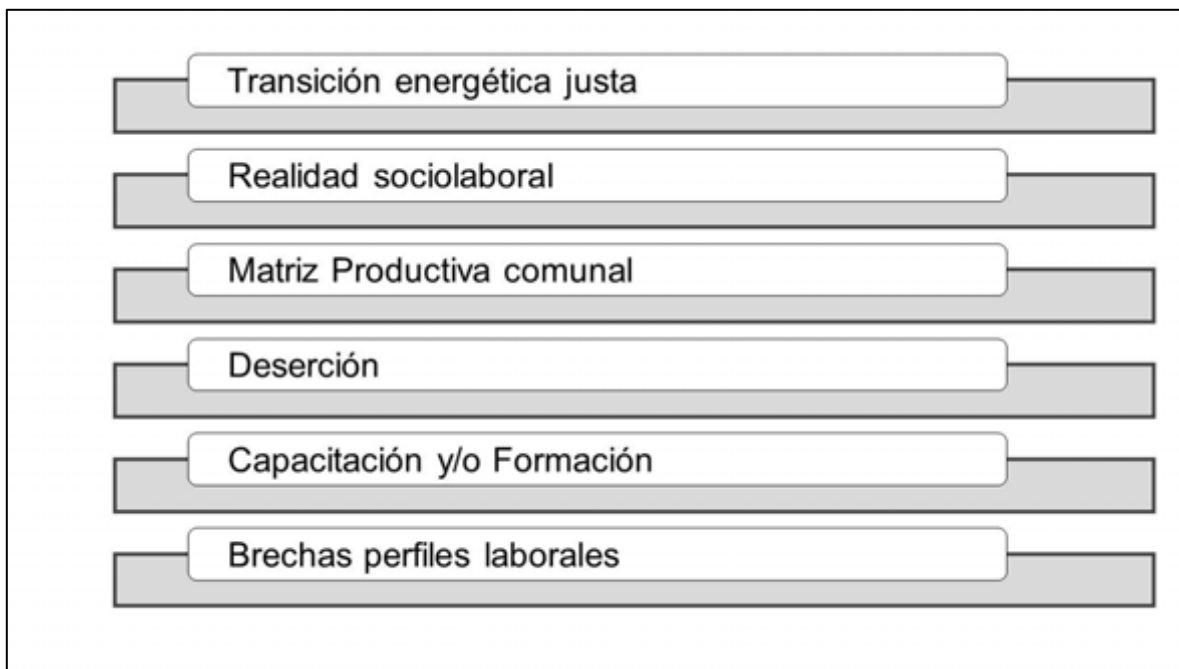 Transición energética justa
Realidad sociolaboral
Matriz Productiva comunal
Deserción
Capacitación y/o Formación
Brechas perfiles laborales